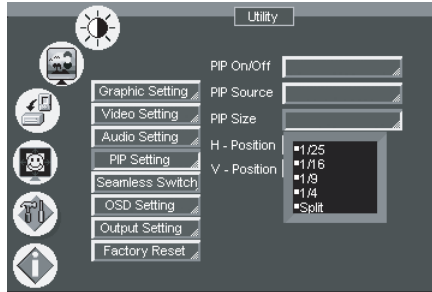 Utility
PIP On/Off
Graphic Setting
PIP Source
Video Setting
PIP Size
Audio Setting
H - Position
PIP Setting
V - Position
Seamless Switch
OSD Setting
Output Setting
Factory Reset
1/25
1/16
1/9
1/4
Split